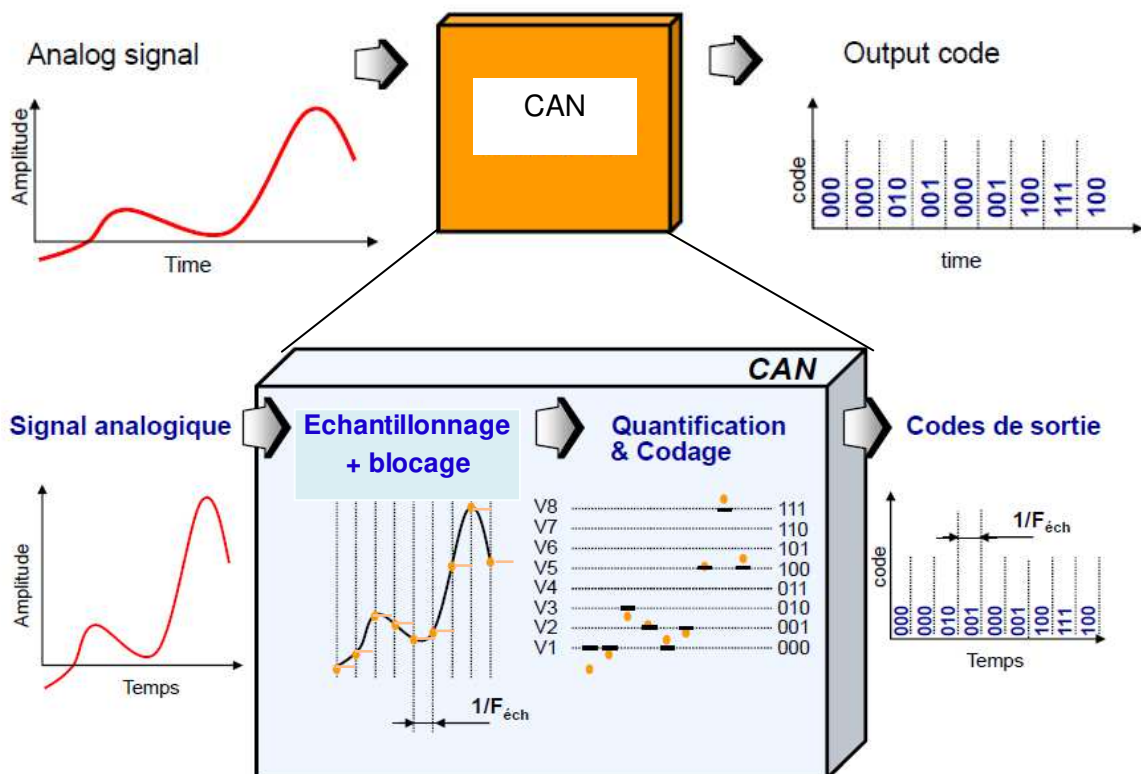 Analog signal
CAN
Output code
Amplitude
Time
code
000 000 010 001 000 001 100 111 100
time
CAN
Signal analogique
Echantillonnage
+ blocage
Quantification
& Codage
Codes de sortie
Amplitude
Temps
1/Féch
V8 111
V7 110
V6 101
V5 100
V4 011
V3 010
V2 001
V1 000
1/Féch
code
000 000 010 001 000 001 100 111 100
Temps